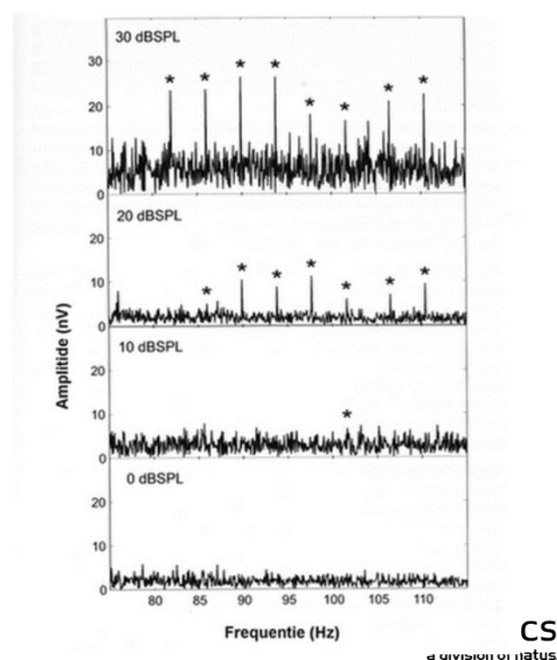 30 dBSPL
30
20
10
0
20 dBSPL
20
10
0
10 dBSPL
20
10
0
0 dBSPL
20
10
0
Amplitide (nV)
80 85 90 95 100 105 110
Frequentie (Hz)
CS
a division of natus